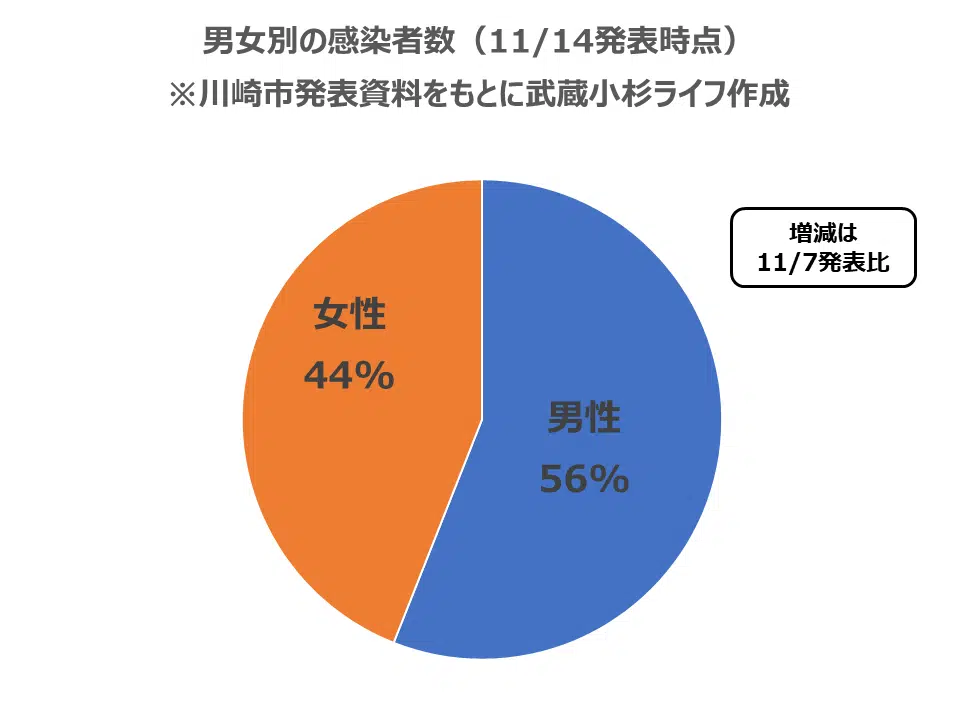 男女別の感染者数（11/14発表時点）
※川崎市発表資料をもとに武蔵小杉ライフ作成
増減は
11/7発表比
女性
44%
男性
56%